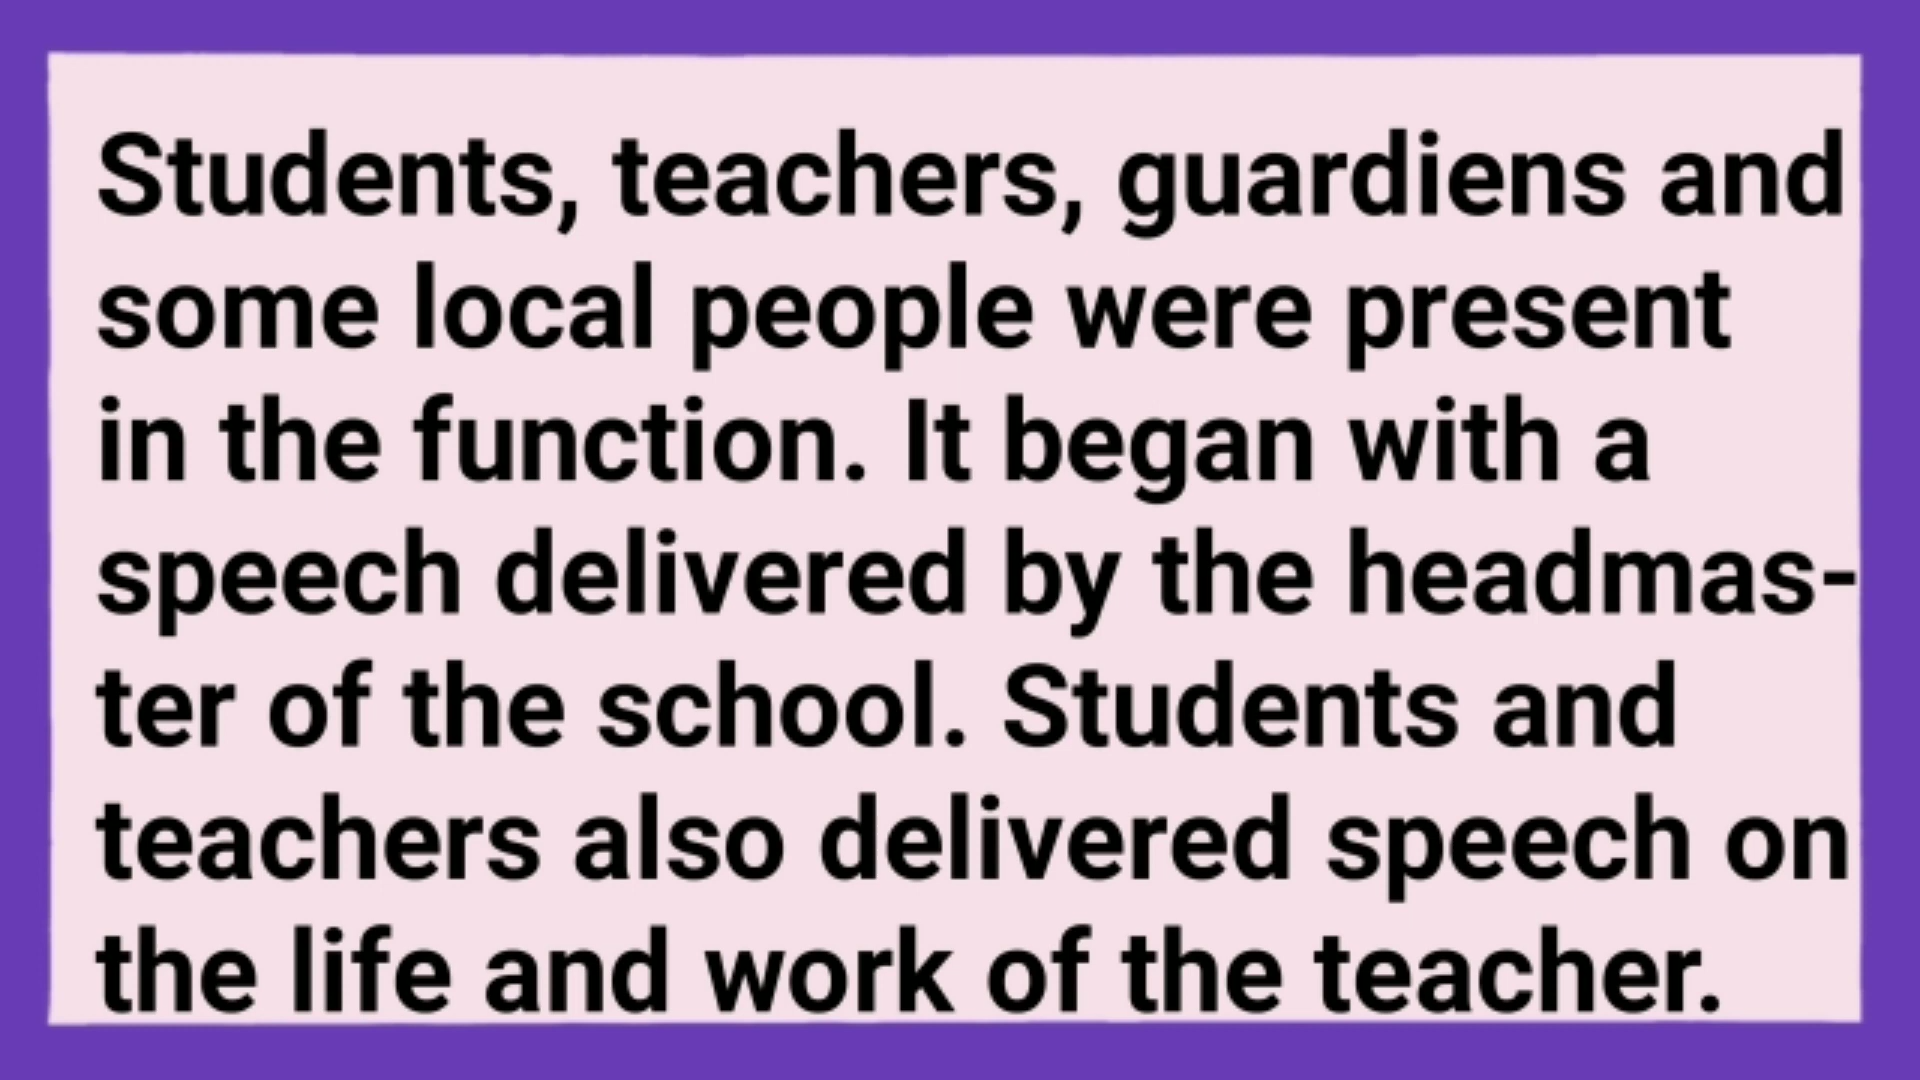 Students, teachers, guardiens and
some local people were present
in the function. It began with a
speech delivered by the headmas-
ter of the school. Students and
teachers also delivered speech on
the life and work of the teacher.